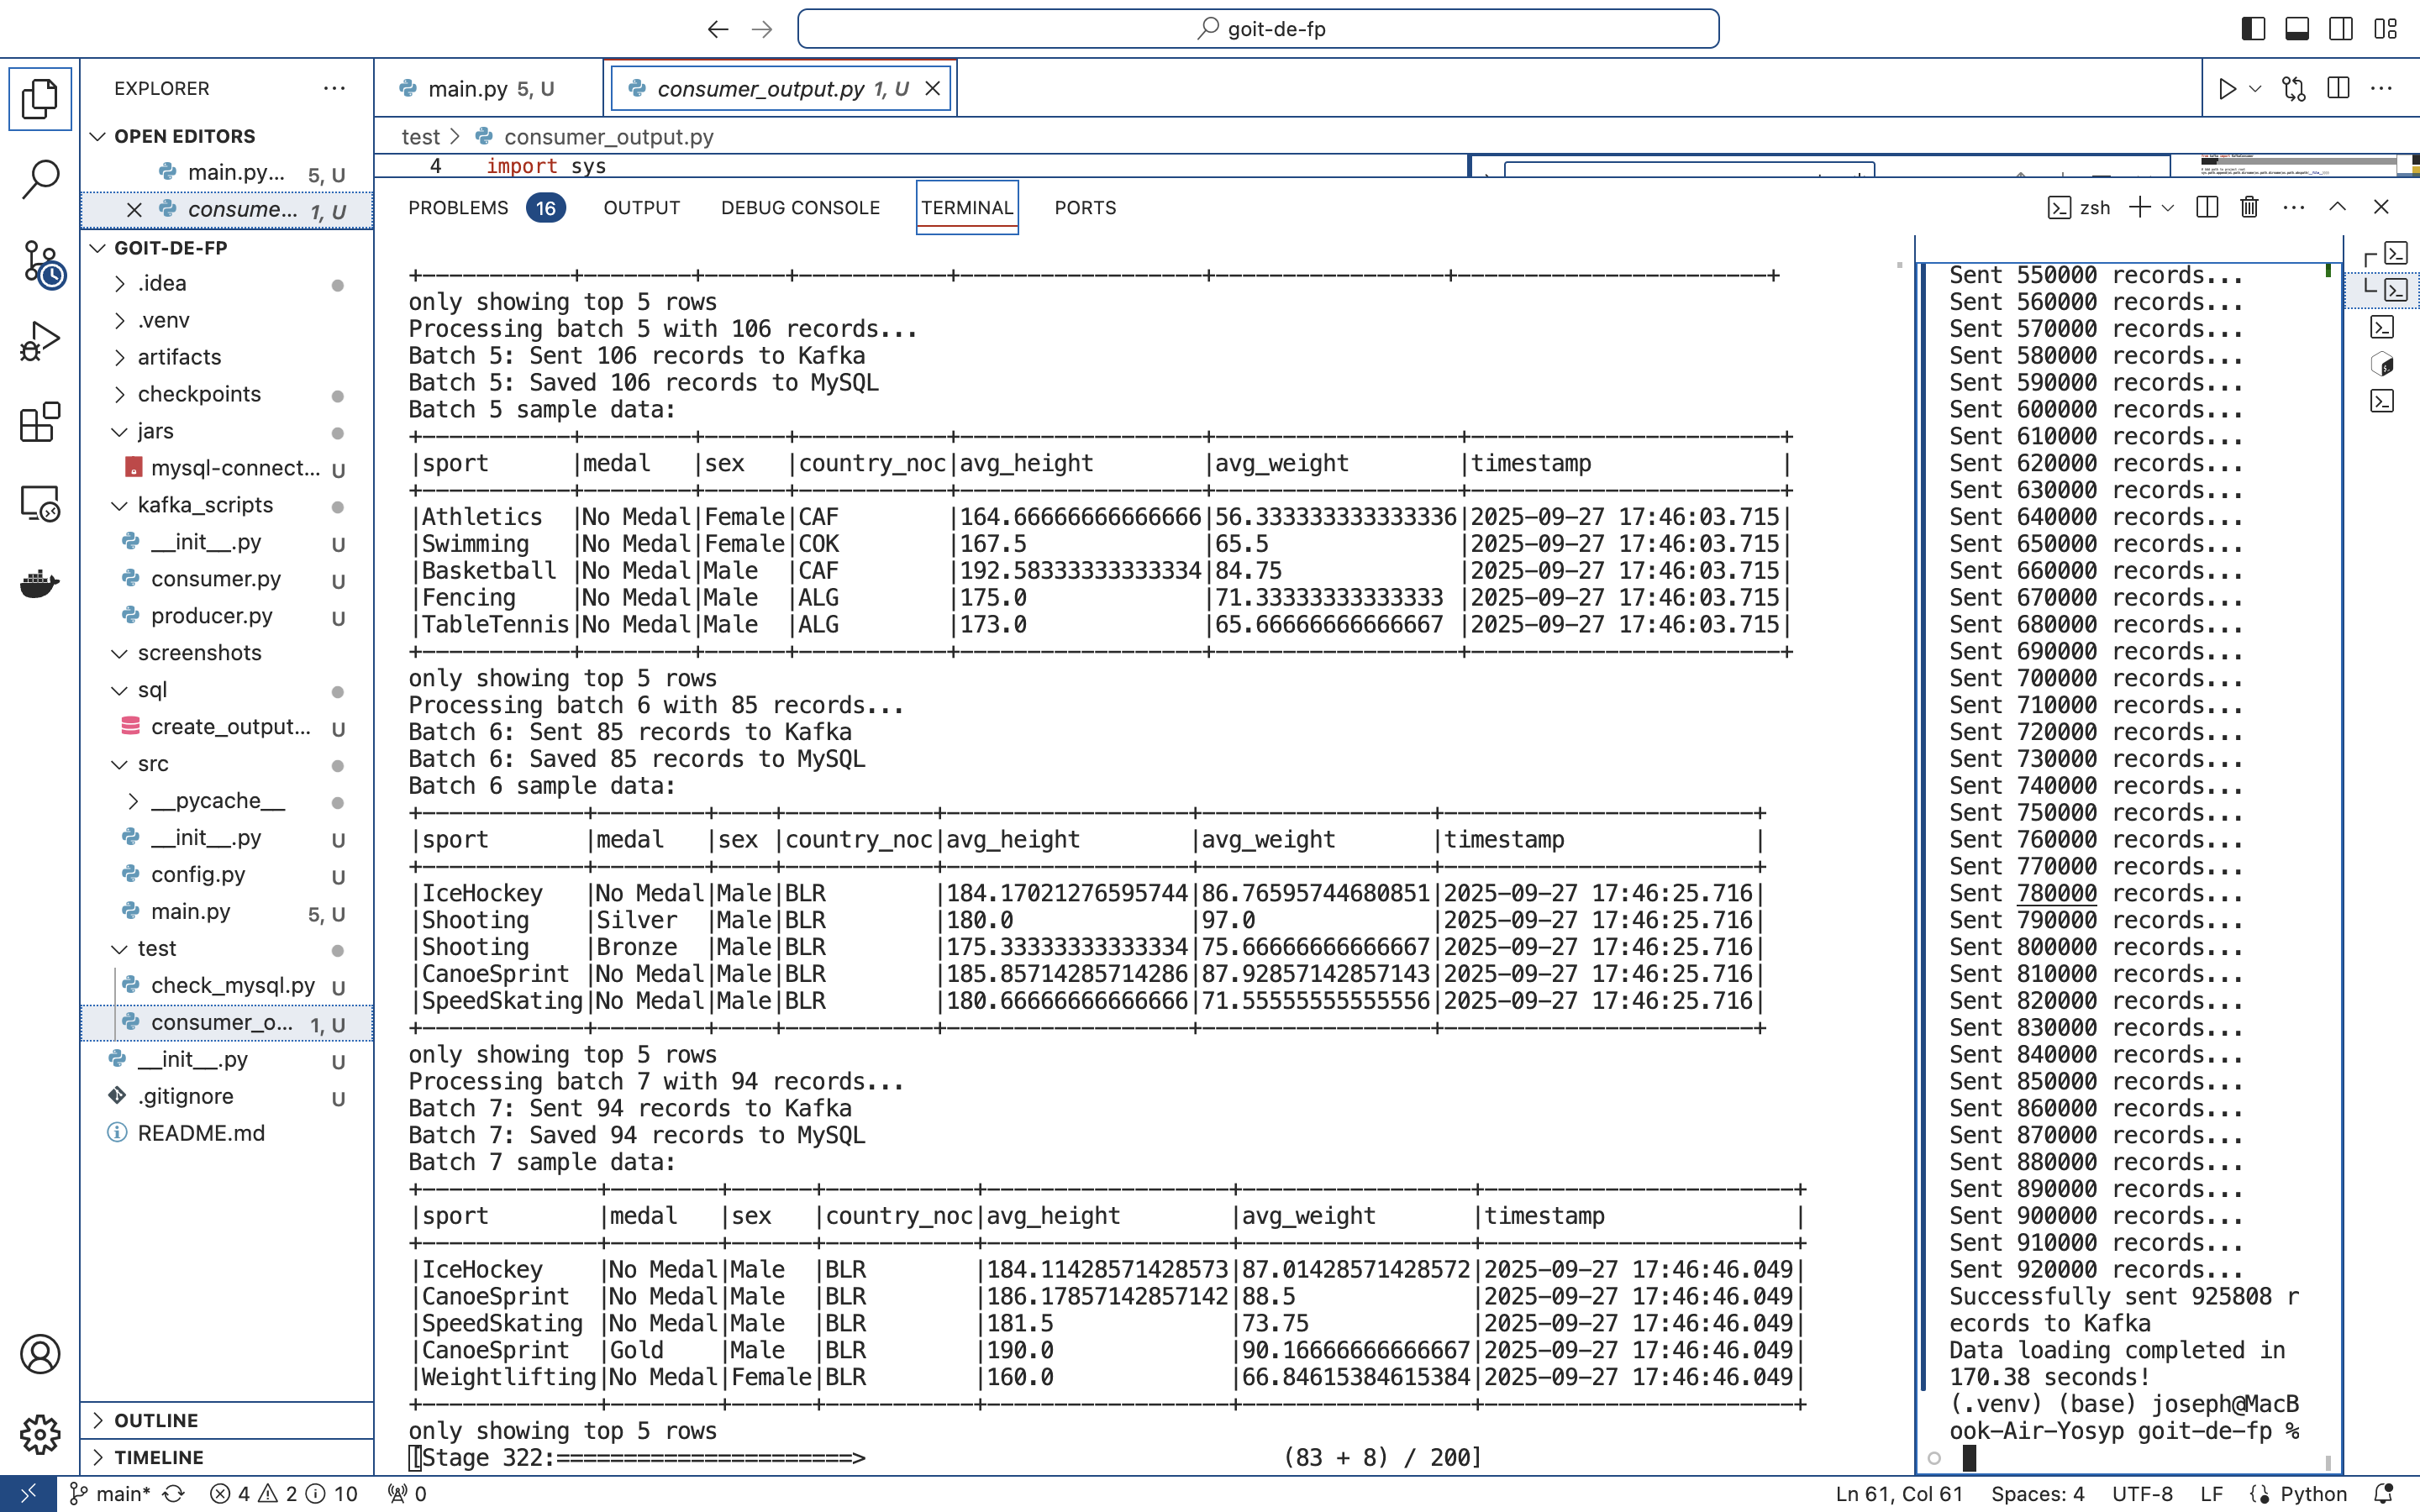 goit-de-fp
EXPLORER
main.py 5, U
consumer_output.py 1, U
OPEN EDITORS
main.py... 5, U
consume... 1, U
GOIT-DE-FP
.idea
.venv
artifacts
checkpoints
jars
mysql-connect... U
kafka_scripts
__init__.py U
consumer.py U
producer.py U
screenshots
sql
create_output... U
src
__pycache__
__init__.py U
config.py U
main.py 5, U
test
check_mysql.py U
consumer_o... 1, U
__init__.py U
.gitignore U
README.md
OUTLINE
TIMELINE
test > consumer_output.py
4 import sys
PROBLEMS 16 OUTPUT DEBUG CONSOLE TERMINAL PORTS
zsh
+------------+--------+------+-----------+------------------+-----------------+-----------------------+
only showing top 5 rows
Processing batch 5 with 106 records...
Batch 5: Sent 106 records to Kafka
Batch 5: Saved 106 records to MySQL
Batch 5 sample data:
+-----------+--------+------+-----------+------------------+------------------+-----------------------+
|sport      |medal   |sex   |country_noc|avg_height        |avg_weight        |timestamp              |
+-----------+--------+------+-----------+------------------+------------------+-----------------------+
|Athletics  |No Medal|Female|CAF        |164.66666666666666|56.333333333333336|2025-09-27 17:46:03.715|
|Swimming   |No Medal|Female|COK        |167.5             |65.5              |2025-09-27 17:46:03.715|
|Basketball |No Medal|Male  |CAF        |192.58333333333334|84.75             |2025-09-27 17:46:03.715|
|Fencing    |No Medal|Male  |ALG        |175.0             |71.33333333333333 |2025-09-27 17:46:03.715|
|TableTennis|No Medal|Male  |ALG        |173.0             |65.66666666666667 |2025-09-27 17:46:03.715|
+-----------+--------+------+-----------+------------------+------------------+-----------------------+
only showing top 5 rows
Processing batch 6 with 85 records...
Batch 6: Sent 85 records to Kafka
Batch 6: Saved 85 records to MySQL
Batch 6 sample data:
+------------+--------+----+-----------+------------------+-----------------+-----------------------+
|sport       |medal   |sex |country_noc|avg_height        |avg_weight       |timestamp              |
+------------+--------+----+-----------+------------------+-----------------+-----------------------+
|IceHockey   |No Medal|Male|BLR        |184.17021276595744|86.76595744680851|2025-09-27 17:46:25.716|
|Shooting    |Silver  |Male|BLR        |180.0             |97.0             |2025-09-27 17:46:25.716|
|Shooting    |Bronze  |Male|BLR        |175.33333333333334|75.66666666666667|2025-09-27 17:46:25.716|
|CanoeSprint |No Medal|Male|BLR        |185.85714285714286|87.92857142857143|2025-09-27 17:46:25.716|
|SpeedSkating|No Medal|Male|BLR        |180.66666666666666|71.55555555555556|2025-09-27 17:46:25.716|
+------------+--------+----+-----------+------------------+-----------------+-----------------------+
only showing top 5 rows
Processing batch 7 with 94 records...
Batch 7: Sent 94 records to Kafka
Batch 7: Saved 94 records to MySQL
Batch 7 sample data:
+-------------+--------+------+-----------+------------------+-----------------+-----------------------+
|sport        |medal   |sex   |country_noc|avg_height        |avg_weight       |timestamp              |
+-------------+--------+------+-----------+------------------+-----------------+-----------------------+
|IceHockey    |No Medal|Male  |BLR        |184.11428571428573|87.01428571428572|2025-09-27 17:46:46.049|
|CanoeSprint  |No Medal|Male  |BLR        |186.17857142857142|88.5             |2025-09-27 17:46:46.049|
|SpeedSkating |No Medal|Male  |BLR        |181.5             |73.75            |2025-09-27 17:46:46.049|
|CanoeSprint  |Gold    |Male  |BLR        |190.0             |90.16666666666667|2025-09-27 17:46:46.049|
|Weightlifting|No Medal|Female|BLR        |160.0             |66.84615384615384|2025-09-27 17:46:46.049|
+-------------+--------+------+-----------+------------------+-----------------+-----------------------+
only showing top 5 rows
[Stage 322:======================> (83 + 8) / 200]
Sent 550000 records...
Sent 560000 records...
Sent 570000 records...
Sent 580000 records...
Sent 590000 records...
Sent 600000 records...
Sent 610000 records...
Sent 620000 records...
Sent 630000 records...
Sent 640000 records...
Sent 650000 records...
Sent 660000 records...
Sent 670000 records...
Sent 680000 records...
Sent 690000 records...
Sent 700000 records...
Sent 710000 records...
Sent 720000 records...
Sent 730000 records...
Sent 740000 records...
Sent 750000 records...
Sent 760000 records...
Sent 770000 records...
Sent 780000 records...
Sent 790000 records...
Sent 800000 records...
Sent 810000 records...
Sent 820000 records...
Sent 830000 records...
Sent 840000 records...
Sent 850000 records...
Sent 860000 records...
Sent 870000 records...
Sent 880000 records...
Sent 890000 records...
Sent 900000 records...
Sent 910000 records...
Sent 920000 records...
Successfully sent 925808 r
ecords to Kafka
Data loading completed in
170.38 seconds!
(.venv) (base) joseph@MacB
ook-Air-Yosyp goit-de-fp %
main* 4 2 10 0
Ln 61, Col 61 Spaces: 4 UTF-8 LF Python